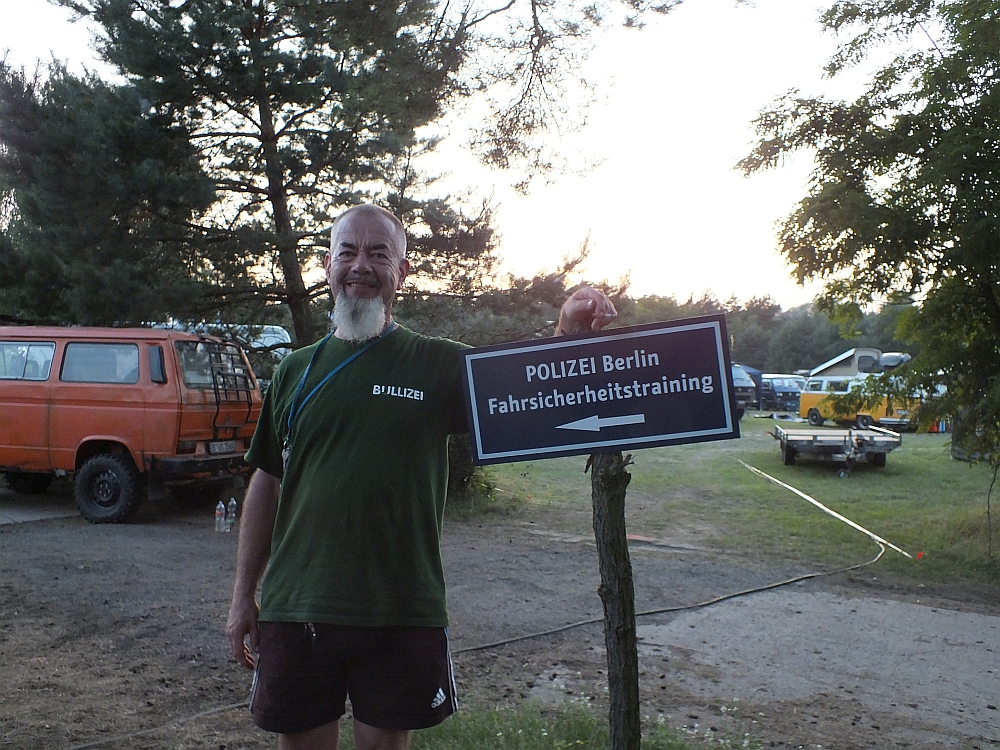 BULLIZEI
POLIZEI Berlin
Fahrsicherheitstraining